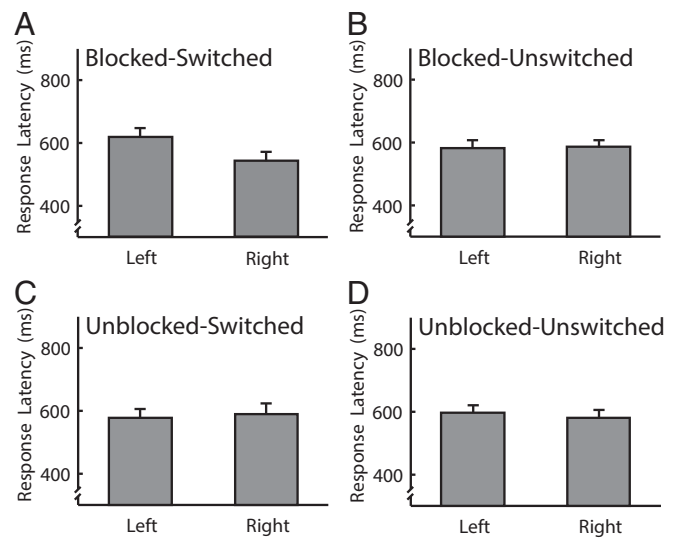 A
Blocked-Switched
Response Latency (ms)
800
600
400
Left Right
B
Blocked-Unswitched
Response Latency (ms)
800
600
400
Left Right
C
Unblocked-Switched
Response Latency (ms)
800
600
400
Left Right
D
Unblocked-Unswitched
Response Latency (ms)
800
600
400
Left Right